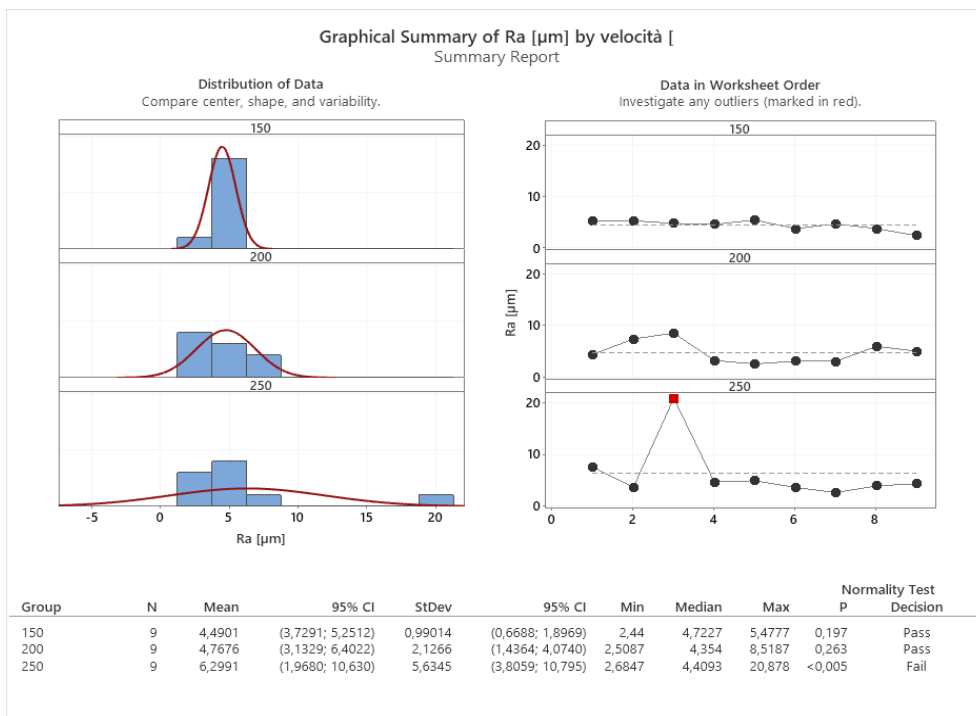 Graphical Summary of Ra [µm] by velocità [
Summary Report
Distribution of Data
Compare center, shape, and variability.
150
200
250
-5 0 5 10 15 20
Ra [µm]
Data in Worksheet Order
Investigate any outliers (marked in red).
150
20
10
0
200
20
10
0
250
20
10
0
Ra [µm]
0 2 4 6 8
Normality Test
Group N Mean 95% CI StDev 95% CI Min Median Max P Decision
150 9 4,4901 (3,7291; 5,2512) 0,99014 (0,6688; 1,8969) 2,44 4,7227 5,4777 0,197 Pass
200 9 4,7676 (3,1329; 6,4022) 2,1266 (1,4364; 4,0740) 2,5087 4,354 8,5187 0,263 Pass
250 9 6,2991 (1,9680; 10,630) 5,6345 (3,8059; 10,795) 2,6847 4,4093 20,878 <0,005 Fail